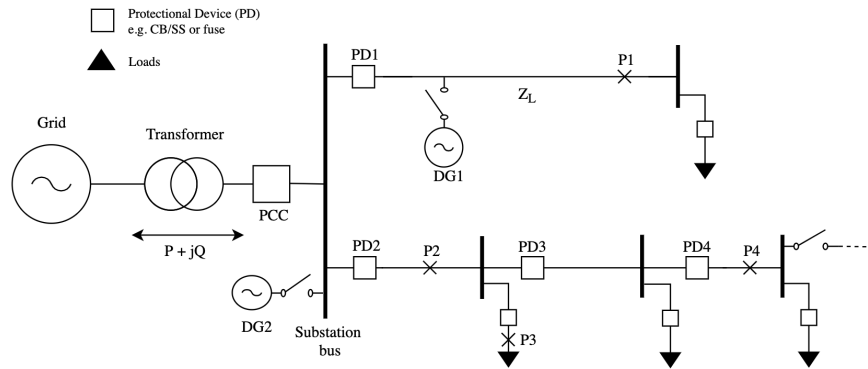 Protectional Device (PD)
e.g. CB/SS or fuse
Loads
PD1
P1
Z_L
Grid
Transformer
DG1
PCC
P + jQ
PD2
P2
PD3
PD4
P4
DG2
Substation
bus
P3